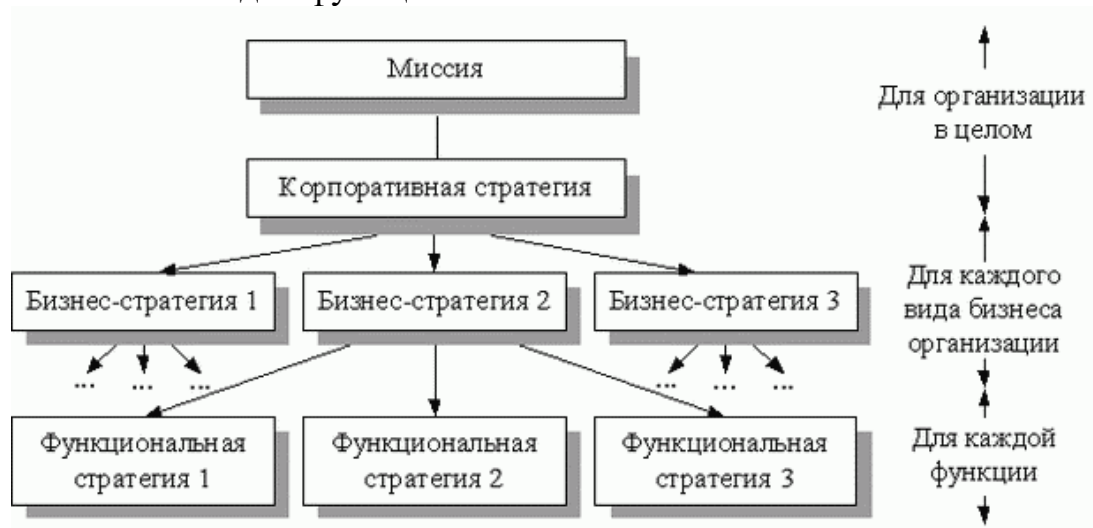 Миссия
Для организации
в целом
Корпоративная стратегия
Бизнес-стратегия 1
Бизнес-стратегия 2
Бизнес-стратегия 3
Для каждого
вида бизнеса
организации
... ... ...
... ... ...
Функциональная
стратегия 1
Функциональная
стратегия 2
Функциональная
стратегия 3
Для каждой
функции